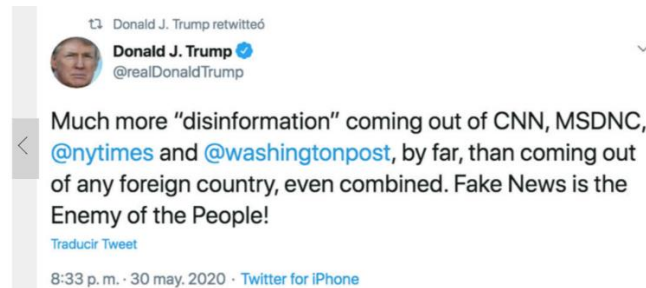 Donald J. Trump retwitteó
Donald J. Trump
@realDonaldTrump
Much more “disinformation” coming out of CNN, MSDNC,
@nytimes and @washingtonpost, by far, than coming out
of any foreign country, even combined. Fake News is the
Enemy of the People!
Traducir Tweet
8:33 p. m. · 30 may. 2020 · Twitter for iPhone